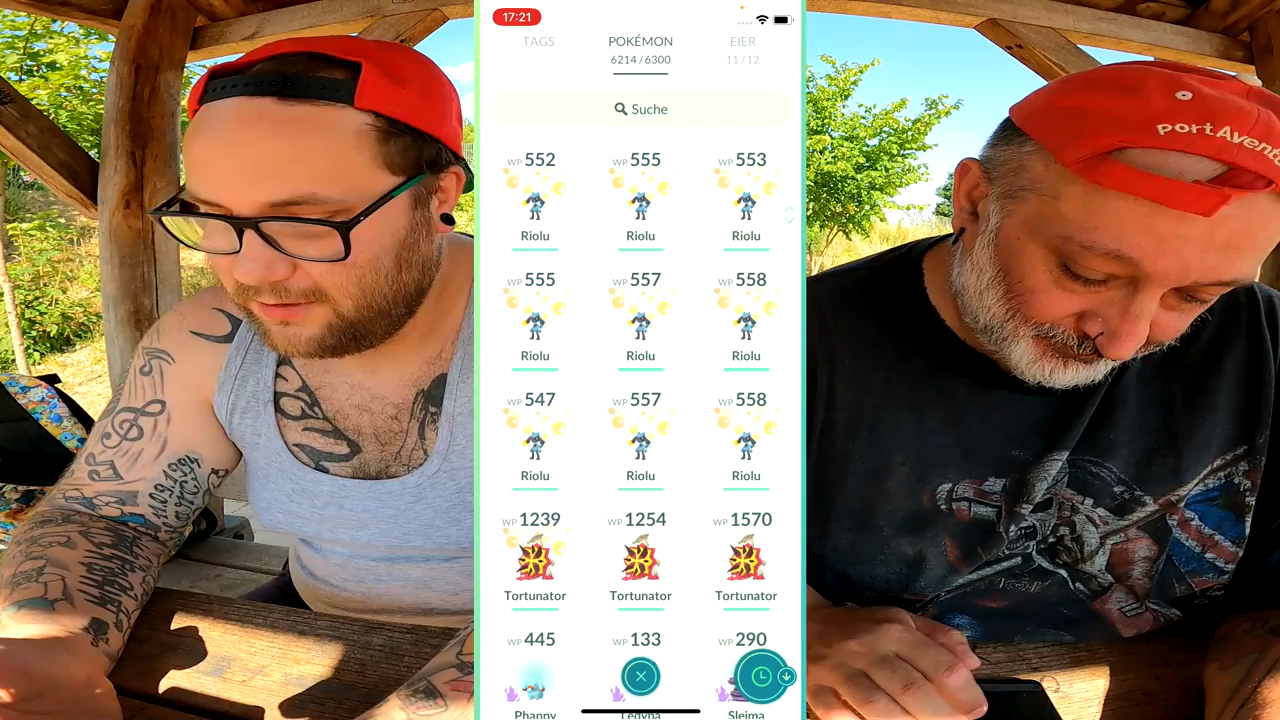 17:21
TAGS
POKÉMON
EIER
6214 / 6300
11 / 12
Suche
WP 552
WP 555
WP 553
Riolu
Riolu
Riolu
WP 555
WP 557
WP 558
Riolu
Riolu
Riolu
WP 547
WP 557
WP 558
Riolu
Riolu
Riolu
WP 1239
WP 1254
WP 1570
Tortunator
Tortunator
Tortunator
WP 445
WP 133
WP 290
Phanpy
Ledyba
Sleima
PortAvent